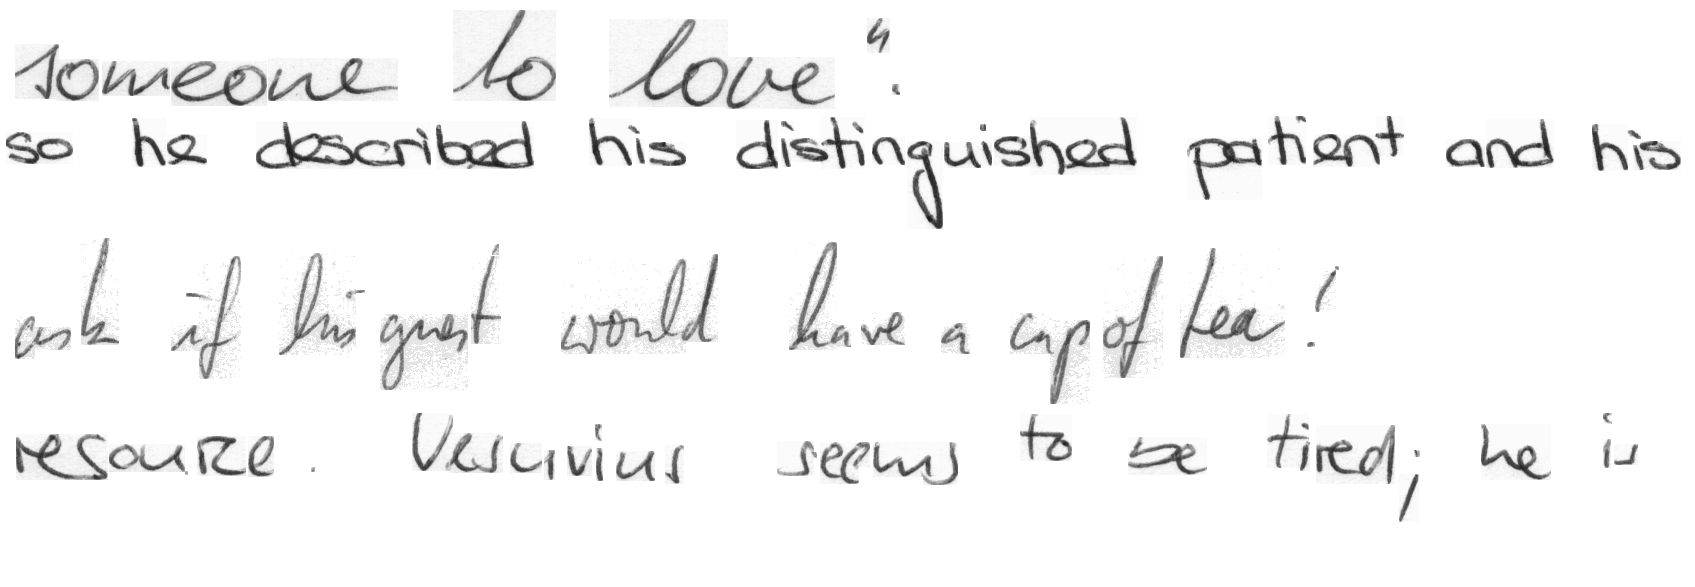 someone to love".
so he described his distinguished patient and his
ask if his guest would have a cup of tea!
resource. Vesuvius seems to be tired; he is